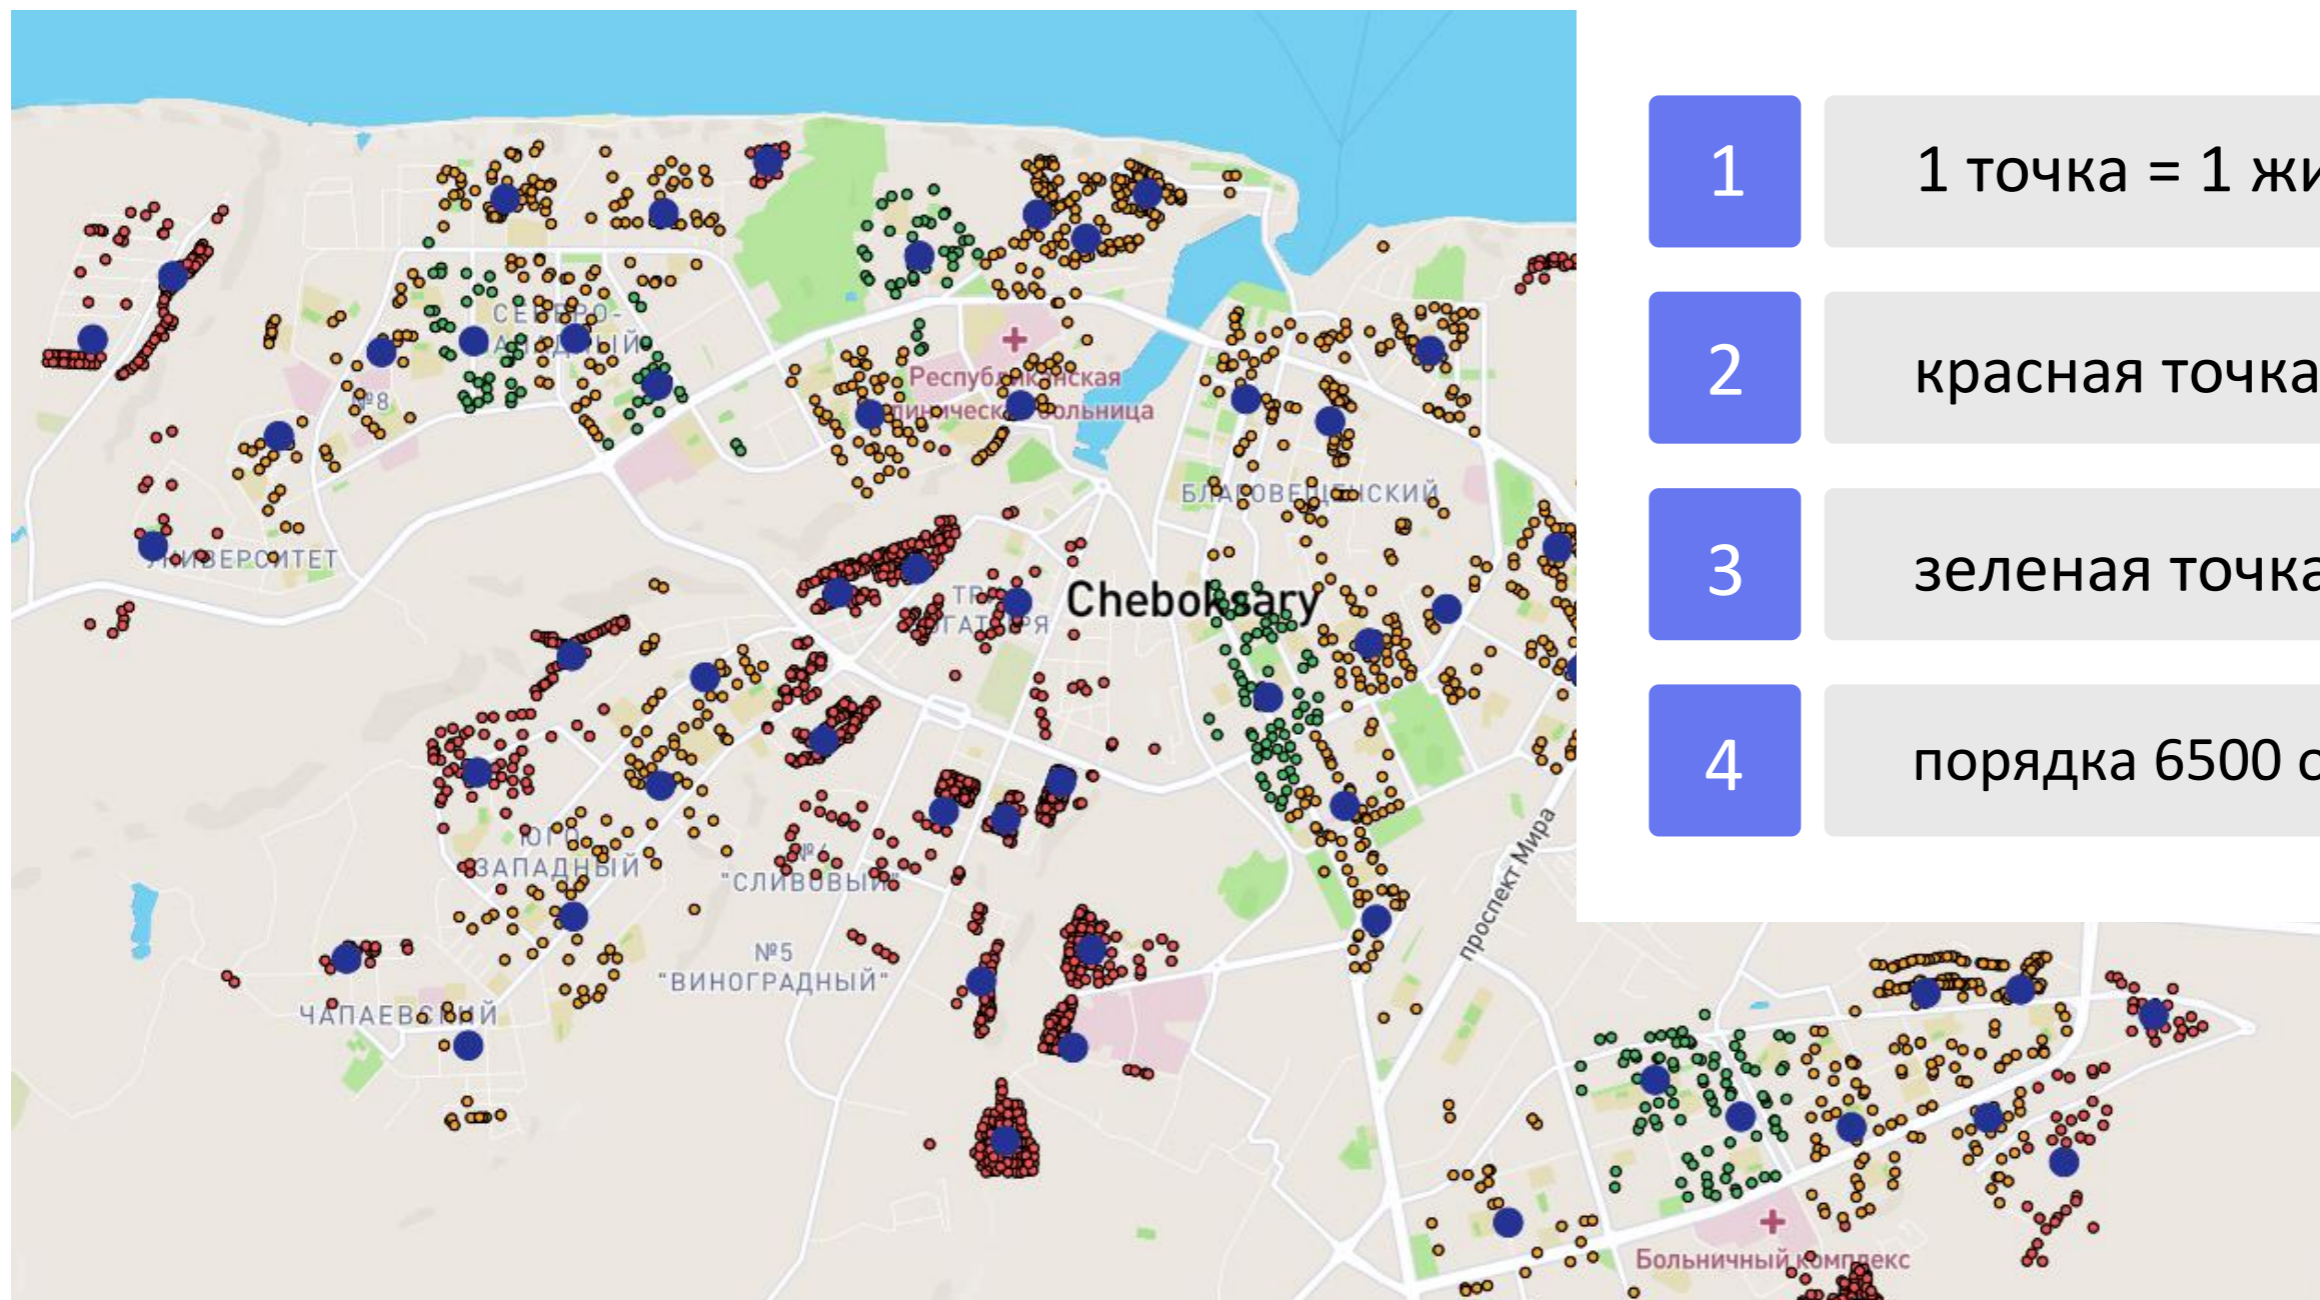 1
1 точка = 1 жи
2
красная точка
3
зеленая точка
4
порядка 6500 о
СЕВЕРО-
№8
Республиканская
клиническая больница
БЛАГОВЕЩЕНСКИЙ
УНИВЕРСИТЕТ
Cheboksary
ЮГО-
ЗАПАДНЫЙ
"СЛИВОВЫЙ"
№5
"ВИНОГРАДНЫЙ"
проспект Мира
ЧАПАЕВСКИЙ
Больничный комплекс